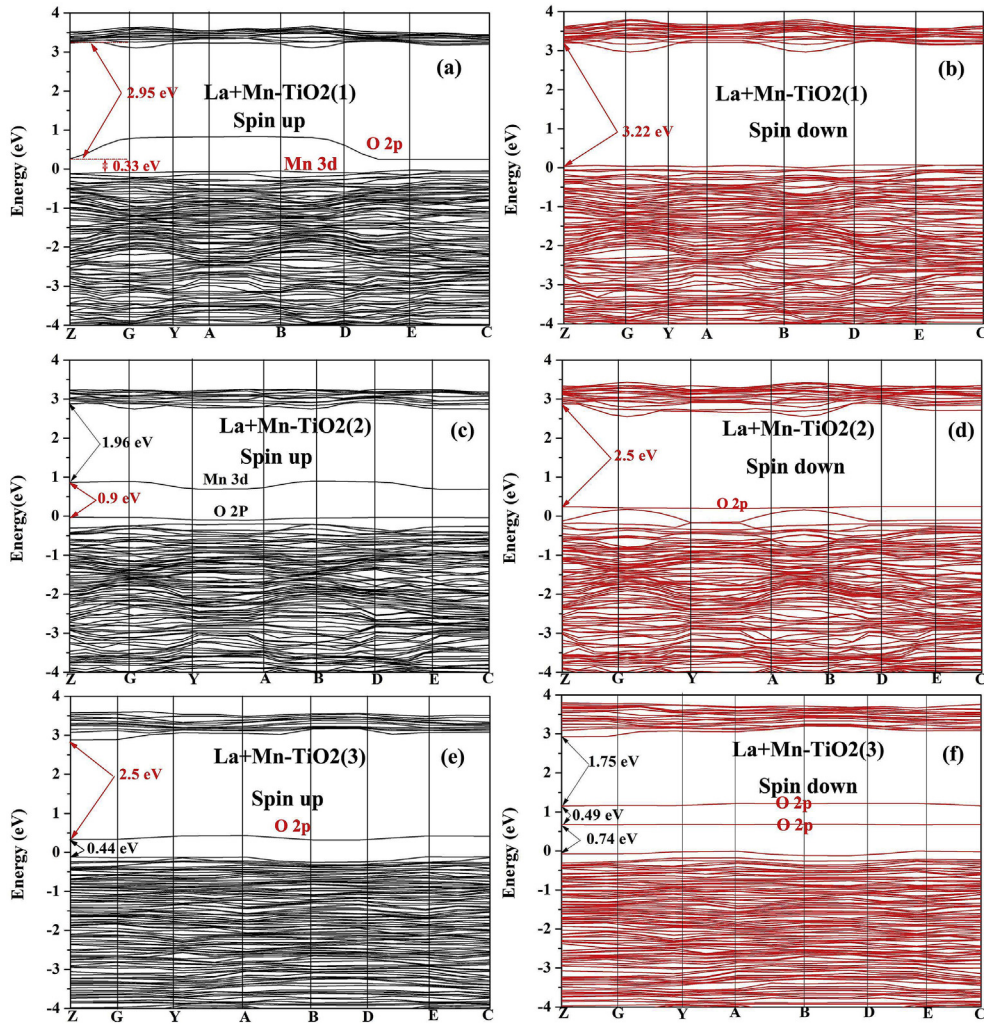 4
3
2
1
0
-1
-2
-3
-4
Energy (eV)
(a)
2.95 eV
La+Mn-TiO2(1)
Spin up
O 2p
Mn 3d
0.33 eV
Z G Y A B D E C
4
3
2
1
0
-1
-2
-3
-4
Energy (eV)
(b)
La+Mn-TiO2(1)
Spin down
3.22 eV
Z G Y A B D E C
4
3
2
1
0
-1
-2
-3
-4
Energy(eV)
(c)
La+Mn-TiO2(2)
1.96 eV
Spin up
Mn 3d
0.9 eV
O 2P
Z G Y A B D E C
4
3
2
1
0
-1
-2
-3
-4
Energy (eV)
(d)
La+Mn-TiO2(2)
2.5 eV
Spin down
O 2p
Z G Y A B D E C
4
3
2
1
0
-1
-2
-3
-4
Energy (eV)
(e)
La+Mn-TiO2(3)
2.5 eV
Spin up
O 2p
0.44 eV
Z G Y A B D E C
4
3
2
1
0
-1
-2
-3
-4
Energy (eV)
(f)
La+Mn-TiO2(3)
1.75 eV
Spin down
O 2p
0.49 eV
O 2p
0.74 eV
Z G Y A B D E C